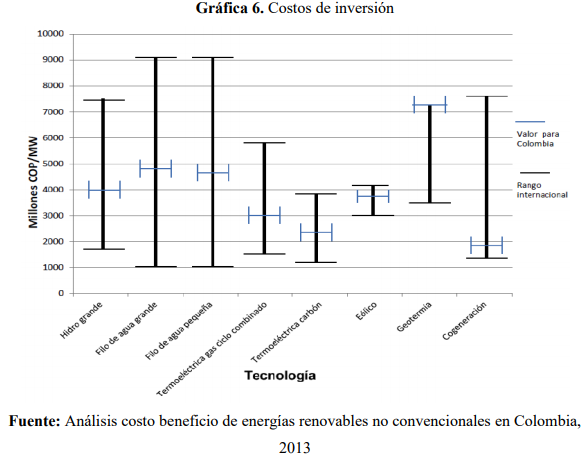 Gráfica 6. Costos de inversión
10000
9000
8000
7000
6000
5000
4000
3000
2000
1000
0
Millones COP/MW
Hidro grande
Filo de agua grande
Filo de agua pequeña
Termoeléctrica gas ciclo combinado
Termoeléctrica carbón
Eólico
Geotermia
Cogeneración
Tecnología
Valor para
Colombia
Rango
internacional
Fuente: Análisis costo beneficio de energías renovables no convencionales en Colombia,
2013